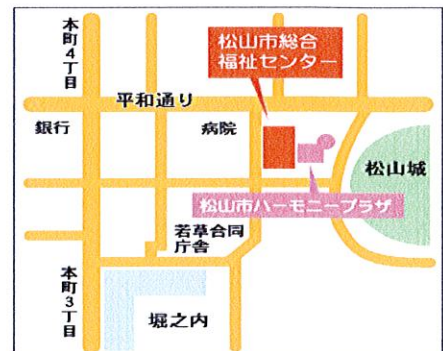 本町4丁目
松山市総合
福祉センター
平和通り
銀行
病院
松山城
松山市ハーモニープラザ
若草合同
庁舎
本町3丁目
堀之内